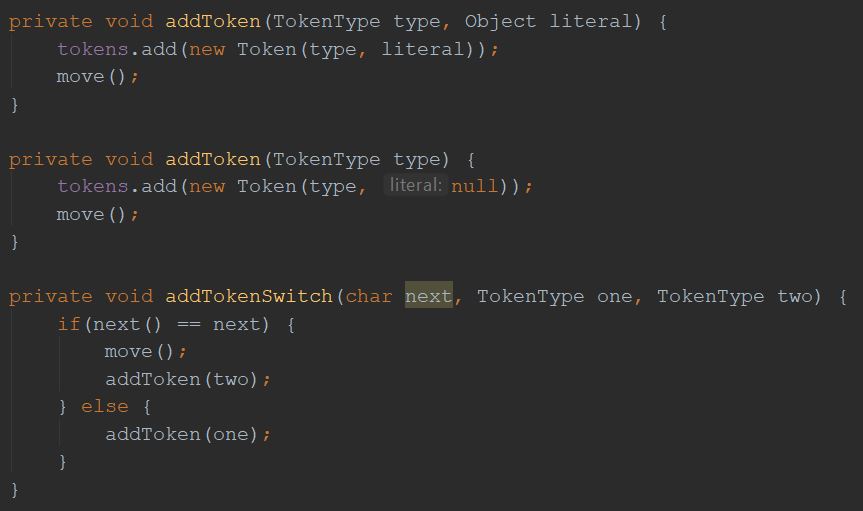 private void addToken(TokenType type, Object literal) {
    tokens.add(new Token(type, literal));
    move();
}

private void addToken(TokenType type) {
    tokens.add(new Token(type, literal: null));
    move();
}

private void addTokenSwitch(char next, TokenType one, TokenType two) {
    if(next() == next) {
        move();
        addToken(two);
    } else {
        addToken(one);
    }
}